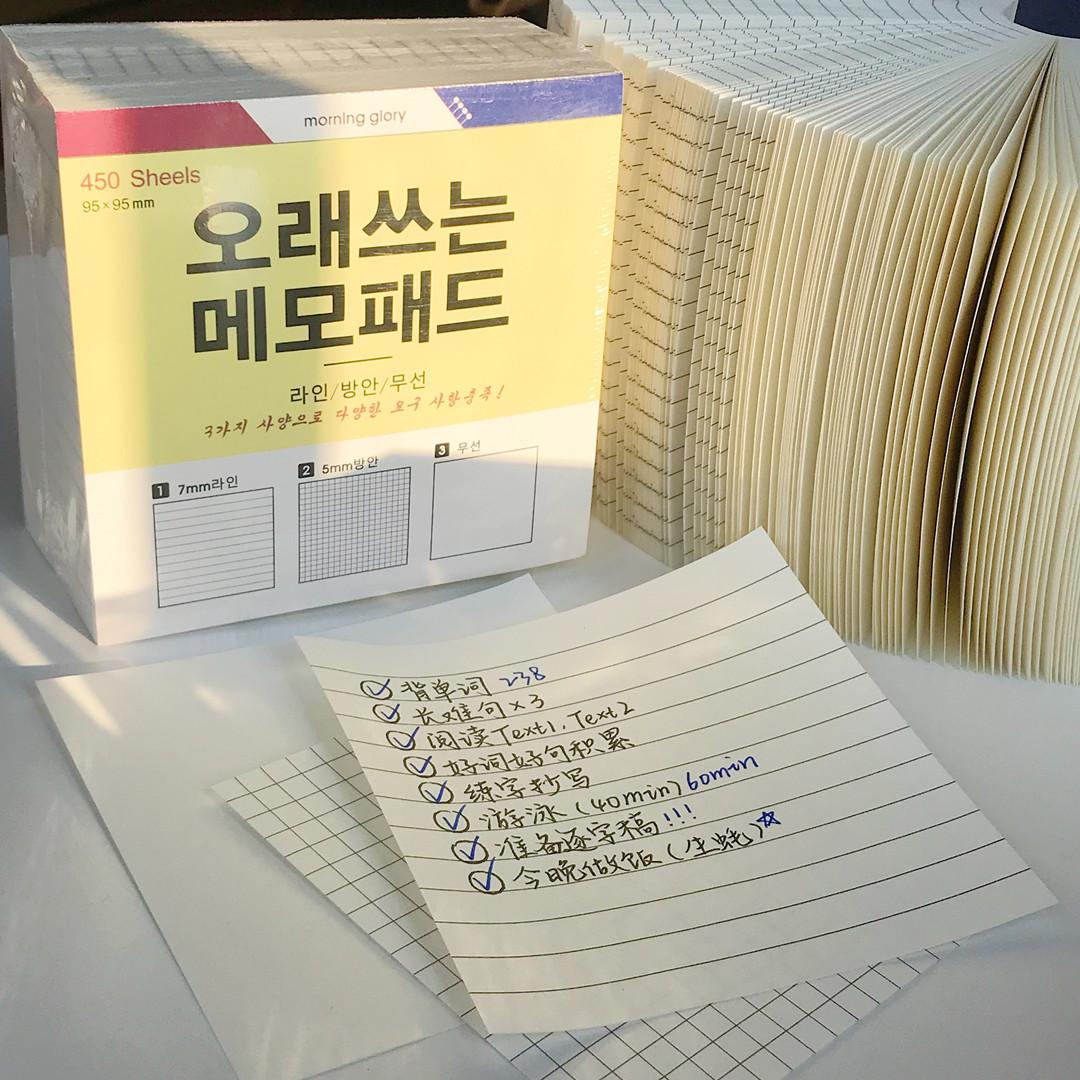 morning glory
450 Sheels
95×95mm
오래쓰는
메모패드
라인/방안/무선
3가지 사양으로 다양한 요구 사항충족!
1 7mm라인
2 5mm방안
3 무선
背单词 238
长难句×3
阅读Text1, Text2
好词好句积累
练字抄写
游泳(40min)60min
准备逐字稿!!!
今晚做饭(生蚝)☆